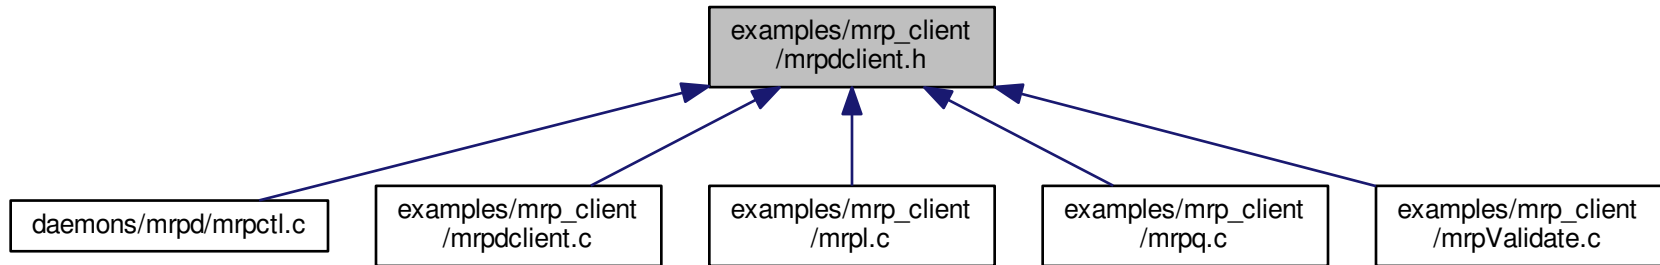 examples/mrp_client
/mrpdclient.h
daemons/mrpd/mrpctl.c
examples/mrp_client
/mrpdclient.c
examples/mrp_client
/mrpl.c
examples/mrp_client
/mrpq.c
examples/mrp_client
/mrpValidate.c